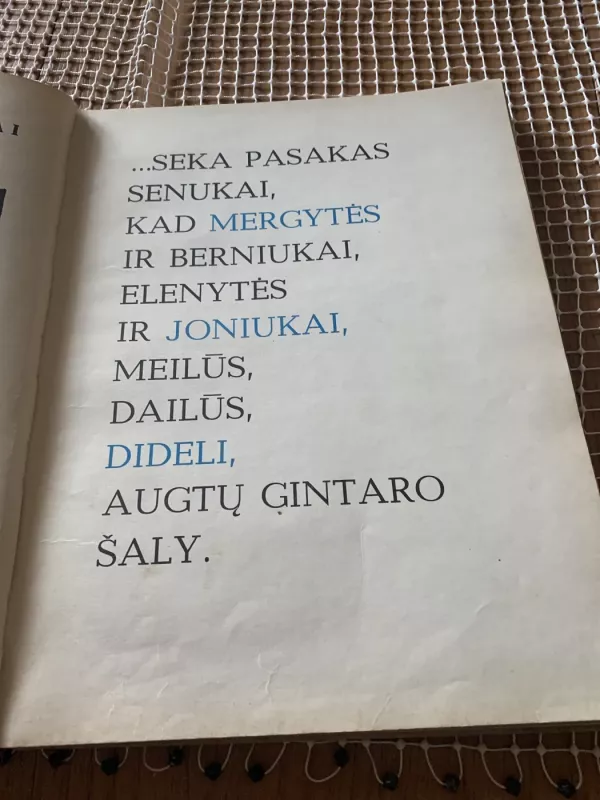 ...SEKA PASAKAS
SENUKAI,
KAD MERGYTĖS
IR BERNIUKAI,
ELENYTĖS
IR JONIUKAI,
MEILŪS,
DAILŪS,
DIDELI,
AUGTŲ GINTARO
ŠALY.